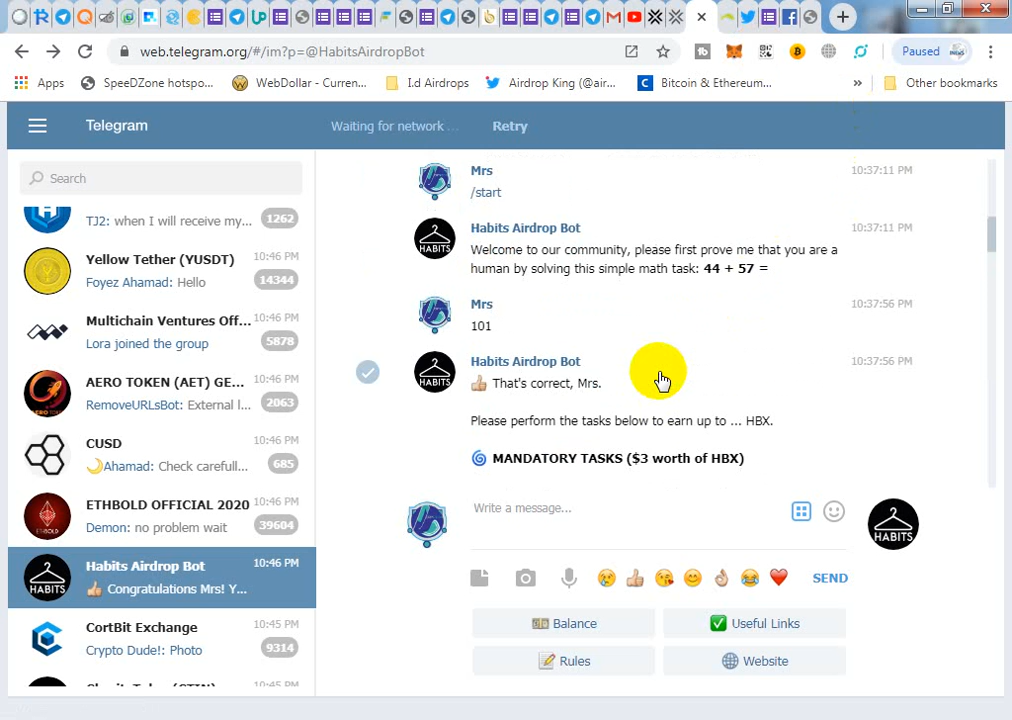 web.telegram.org/#/im?p=@HabitsAirdropBot
Paused
Apps
SpeeDZone hotspo...
WebDollar - Curren...
I.d Airdrops
Airdrop King (@air...
Bitcoin & Ethereum...
»
Other bookmarks
Telegram
Waiting for network ...
Retry
Search
TJ2: when I will receive my...
1262
Yellow Tether (YUSDT)
10:46 PM
Foyez Ahamad: Hello
14344
Multichain Ventures Off...
10:46 PM
Lora joined the group
5878
AERO TOKEN (AET) GE...
10:46 PM
RemoveURLsBot: External l...
2063
CUSD
10:46 PM
🌙Ahamad: Check carefull...
685
ETHBOLD OFFICIAL 2020
10:46 PM
Demon: no problem wait
39604
Habits Airdrop Bot
10:46 PM
👍 Congratulations Mrs! Y...
CortBit Exchange
10:45 PM
Crypto Dude!: Photo
9314
10:45 PM
Mrs
10:37:11 PM
/start
HABITS
Habits Airdrop Bot
10:37:11 PM
Welcome to our community, please first prove me that you are a
human by solving this simple math task: 44 + 57 =
Mrs
10:37:56 PM
101
HABITS
Habits Airdrop Bot
10:37:56 PM
👍 That's correct, Mrs.
Please perform the tasks below to earn up to ... HBX.
🌀 MANDATORY TASKS ($3 worth of HBX)
Write a message...
HABITS
SEND
💵 Balance
✅ Useful Links
📝 Rules
🌐 Website